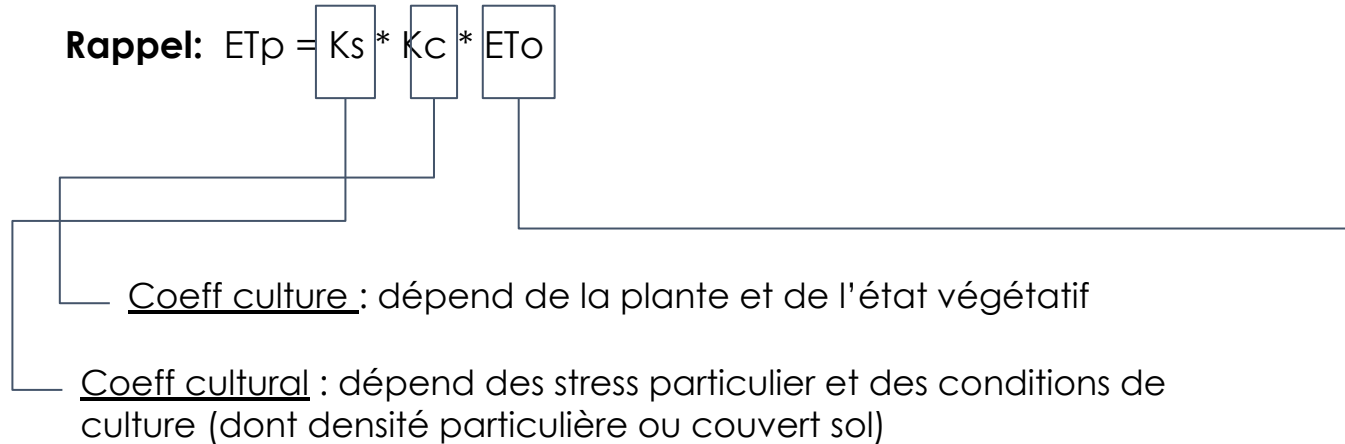 Rappel: ETp = Ks * Kc * ETo
Coeff culture : dépend de la plante et de l’état végétatif
Coeff cultural : dépend des stress particulier et des conditions de
culture (dont densité particulière ou couvert sol)